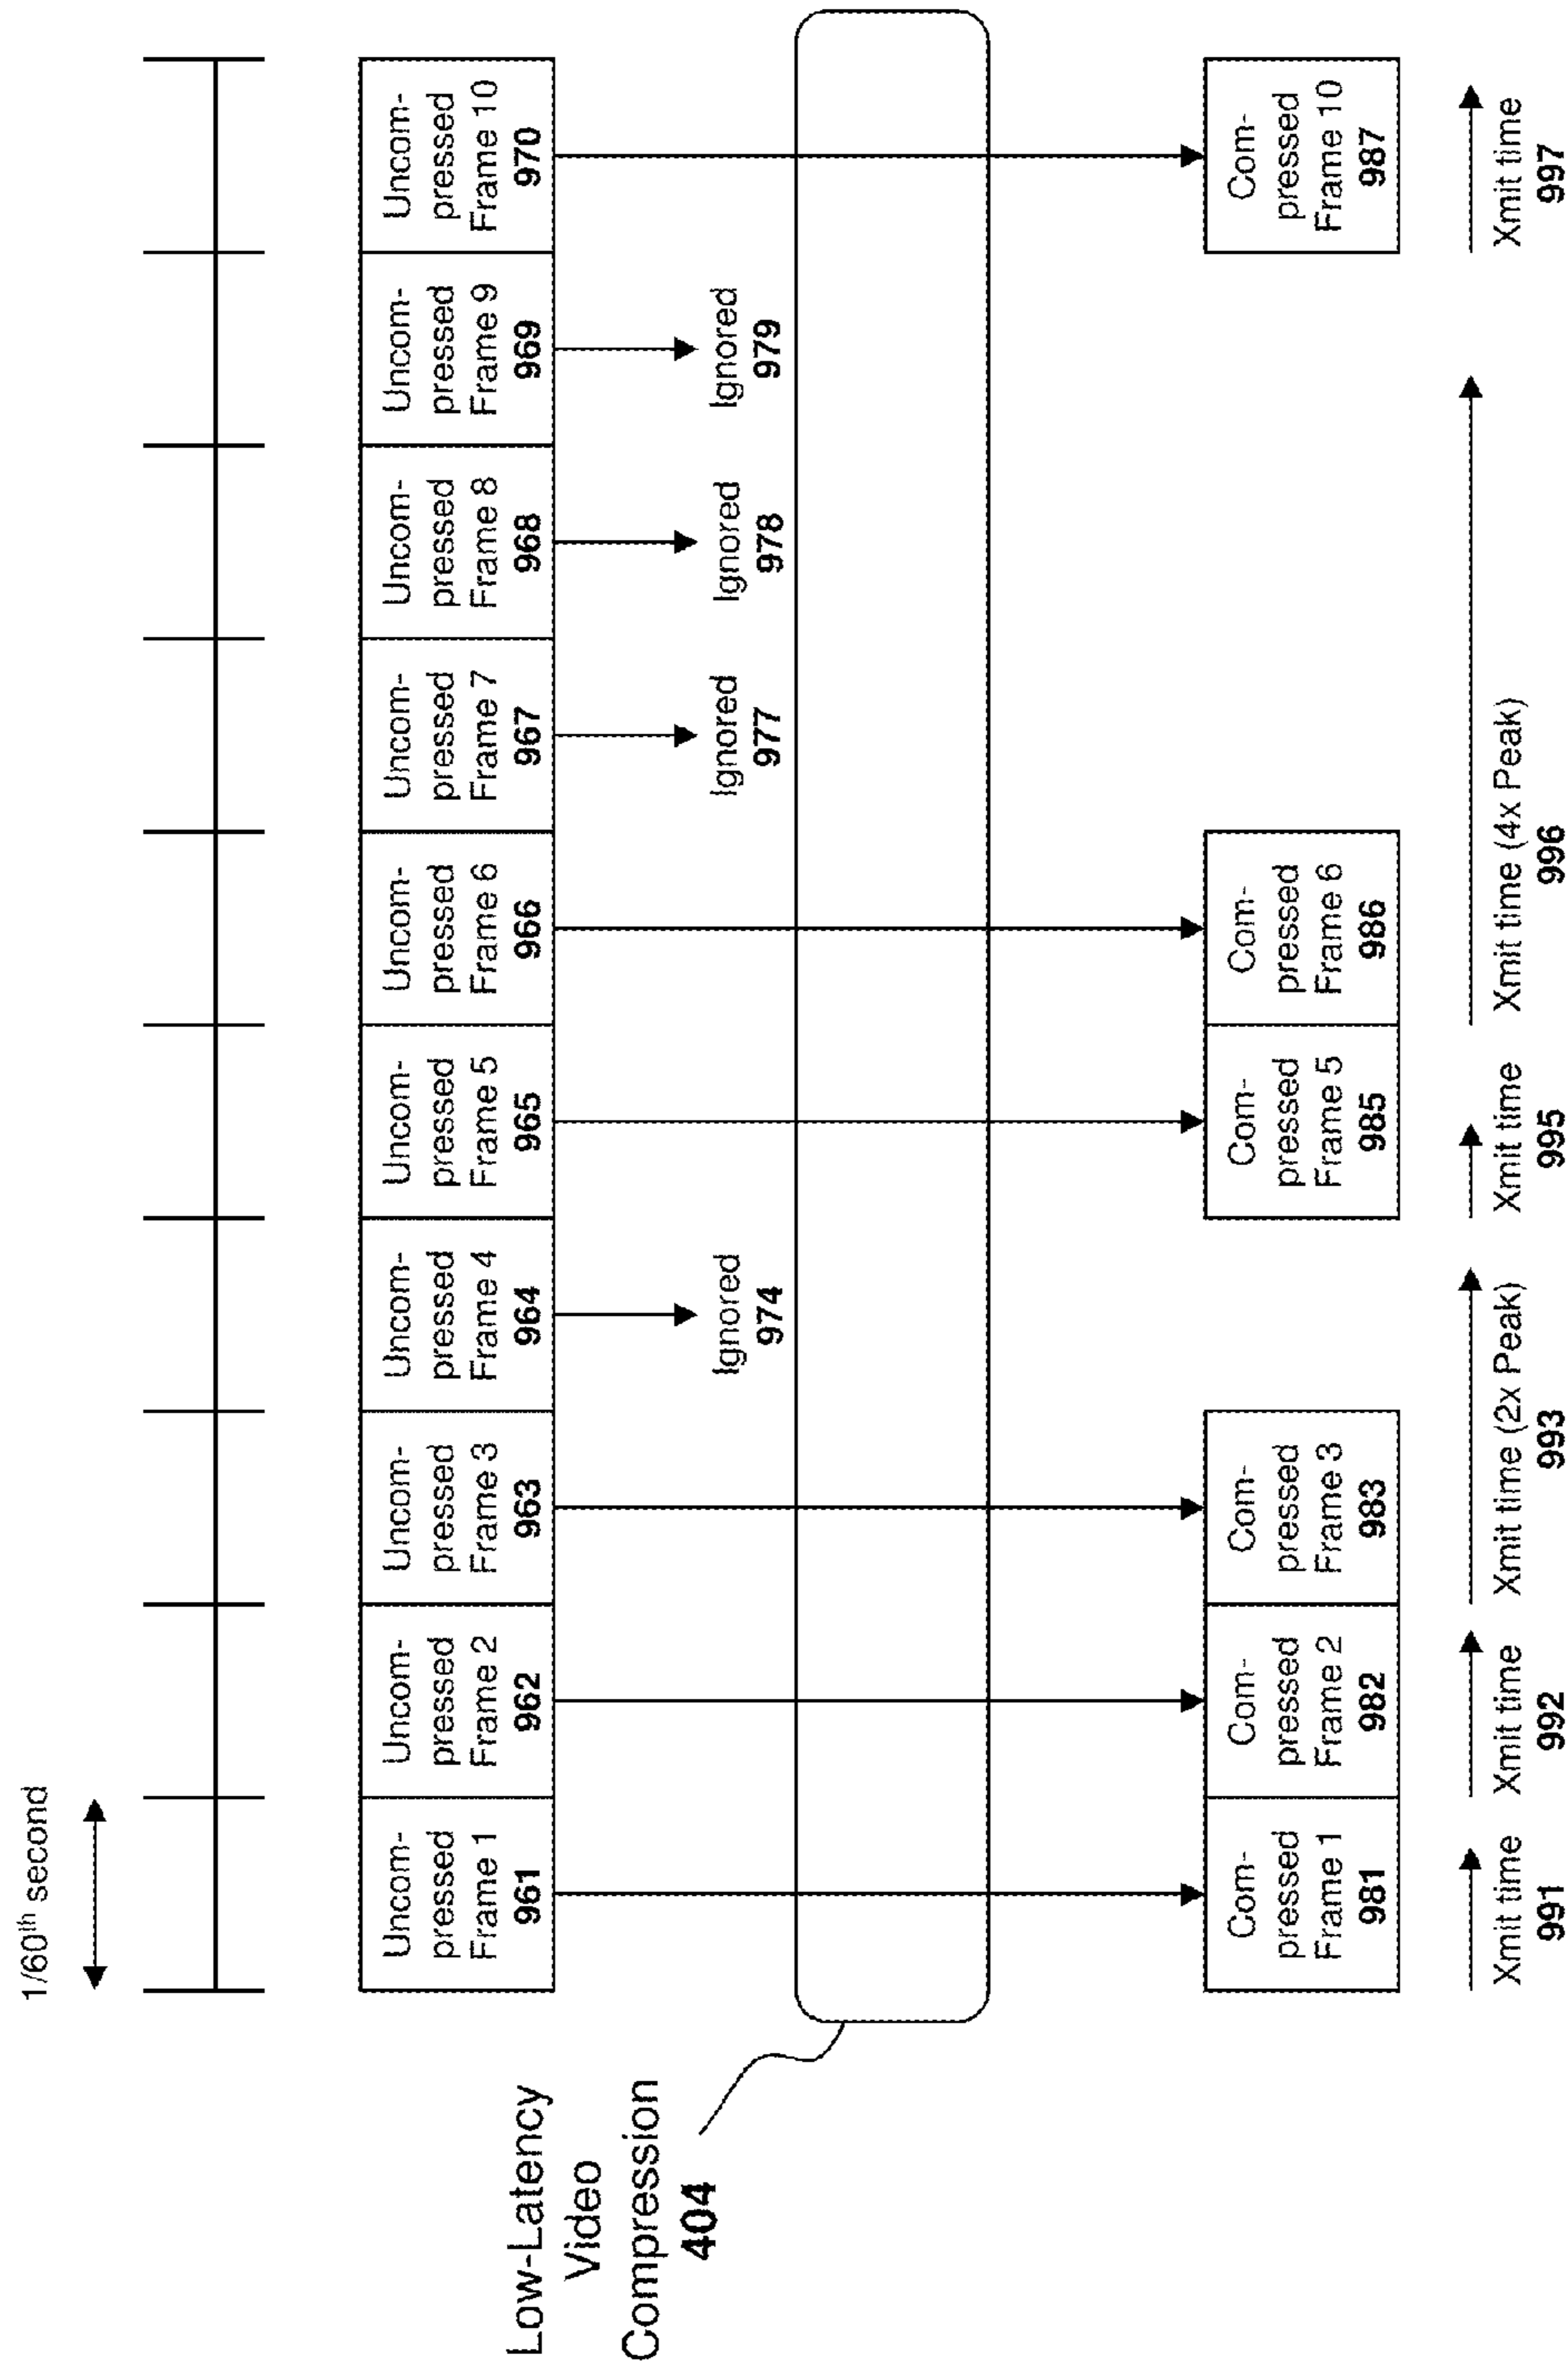 1/60th second
Uncom-
pressed
Frame 1
961
Uncom-
pressed
Frame 2
962
Uncom-
pressed
Frame 3
963
Uncom-
pressed
Frame 4
964
Uncom-
pressed
Frame 5
965
Uncom-
pressed
Frame 6
966
Uncom-
pressed
Frame 7
967
Uncom-
pressed
Frame 8
968
Uncom-
pressed
Frame 9
969
Uncom-
pressed
Frame 10
970
Ignored
974
Ignored
977
Ignored
978
Ignored
979
Low-Latency
Video
Compression
404
Com-
pressed
Frame 1
981
Com-
pressed
Frame 2
982
Com-
pressed
Frame 3
983
Com-
pressed
Frame 5
985
Com-
pressed
Frame 6
986
Com-
pressed
Frame 10
987
Xmit time
991
Xmit time
992
Xmit time (2x Peak)
993
Xmit time
995
Xmit time (4x Peak)
996
Xmit time
997